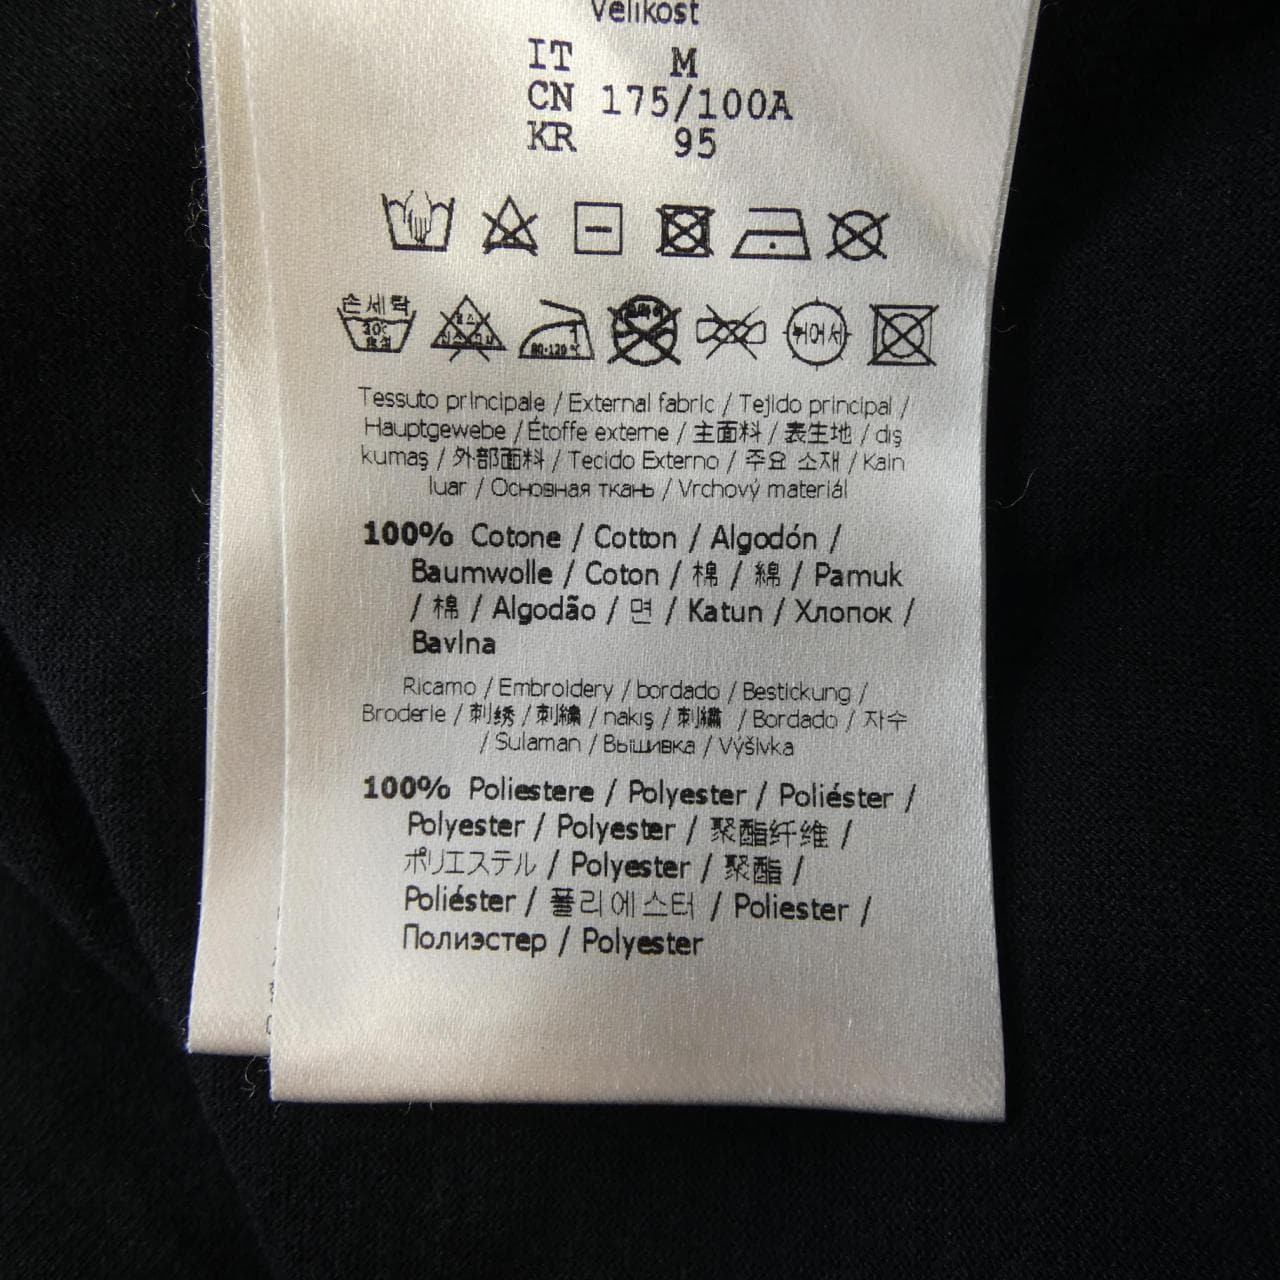 Velikost
IT M
CN 175/100A
KR 95
손세탁
30℃
중성
80-120℃
뉘어서
Tessuto principale / External fabric / Tejido principal /
Hauptgewebe / Étoffe externe / 主面料 / 表生地 / dış
kumaş / 外部面料 / Tecido Externo / 주요 소재 / Kain
luar / Основная ткань / Vrchový materiál
100% Cotone / Cotton / Algodón /
Baumwolle / Coton / 棉 / 綿 / Pamuk
/ 棉 / Algodão / 면 / Katun / Хлопок /
Bavlna
Ricamo / Embroidery / bordado / Bestickung /
Broderie / 刺绣 / 刺繍 / nakış / 刺繡 / Bordado / 자수
/ Sulaman / Вышивка / Výšivka
100% Poliestere / Polyester / Poliéster /
Polyester / Polyester / 聚酯纤维 /
ポリエステル / Polyester / 聚酯 /
Poliéster / 폴리에스터 / Poliester /
Полиэстер / Polyester